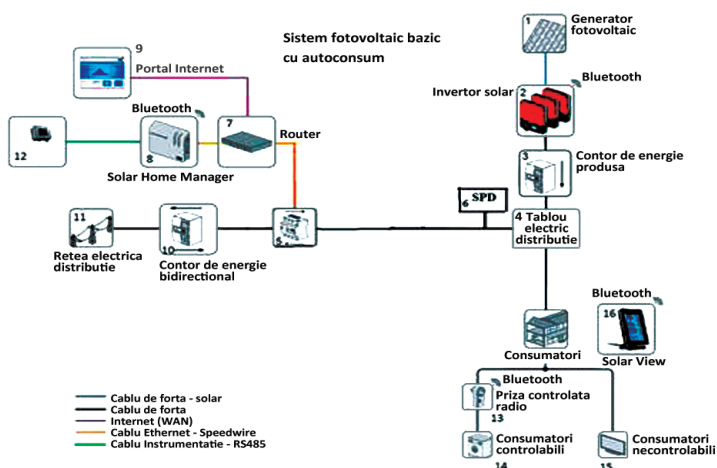 Sistem fotovoltaic bazic
cu autoconsum
1
Generator
fotovoltaic
9
Portal Internet
Bluetooth
2
Invertor solar
Bluetooth
7
Router
12
8
Solar Home Manager
3
Contor de energie
produsa
6
SPD
4 Tablou
electric
distributie
11
Retea electrica
distributie
10
Contor de energie
bidirectional
5
Bluetooth
16
Solar View
Consumatori
Bluetooth
Priza controlata
radio
13
Consumatori
controlabili
14
Consumatori
necontrolabili
15
Cablu de forta - solar
Cablu de forta
Internet (WAN)
Cablu Ethernet - Speedwire
Cablu Instrumentatie - RS485